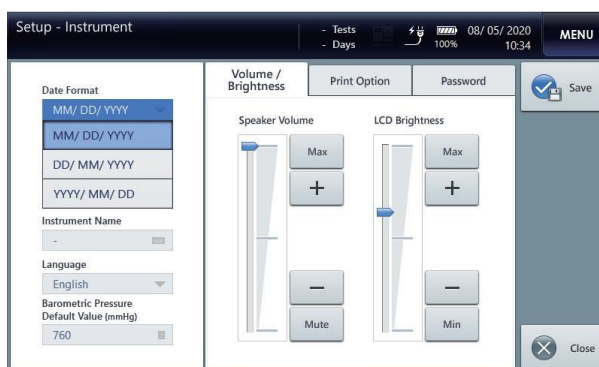 Setup - Instrument
- Tests
- Days
100%
08/ 05/ 2020
10:34
MENU
Date Format
MM/ DD/ YYYY
MM/ DD/ YYYY
DD/ MM/ YYYY
YYYY/ MM/ DD
Instrument Name
-
Language
English
Barometric Pressure
Default Value (mmHg)
760
Volume /
Brightness
Print Option
Password
Speaker Volume
LCD Brightness
Max
Max
+
+
−
−
Mute
Min
Save
Close